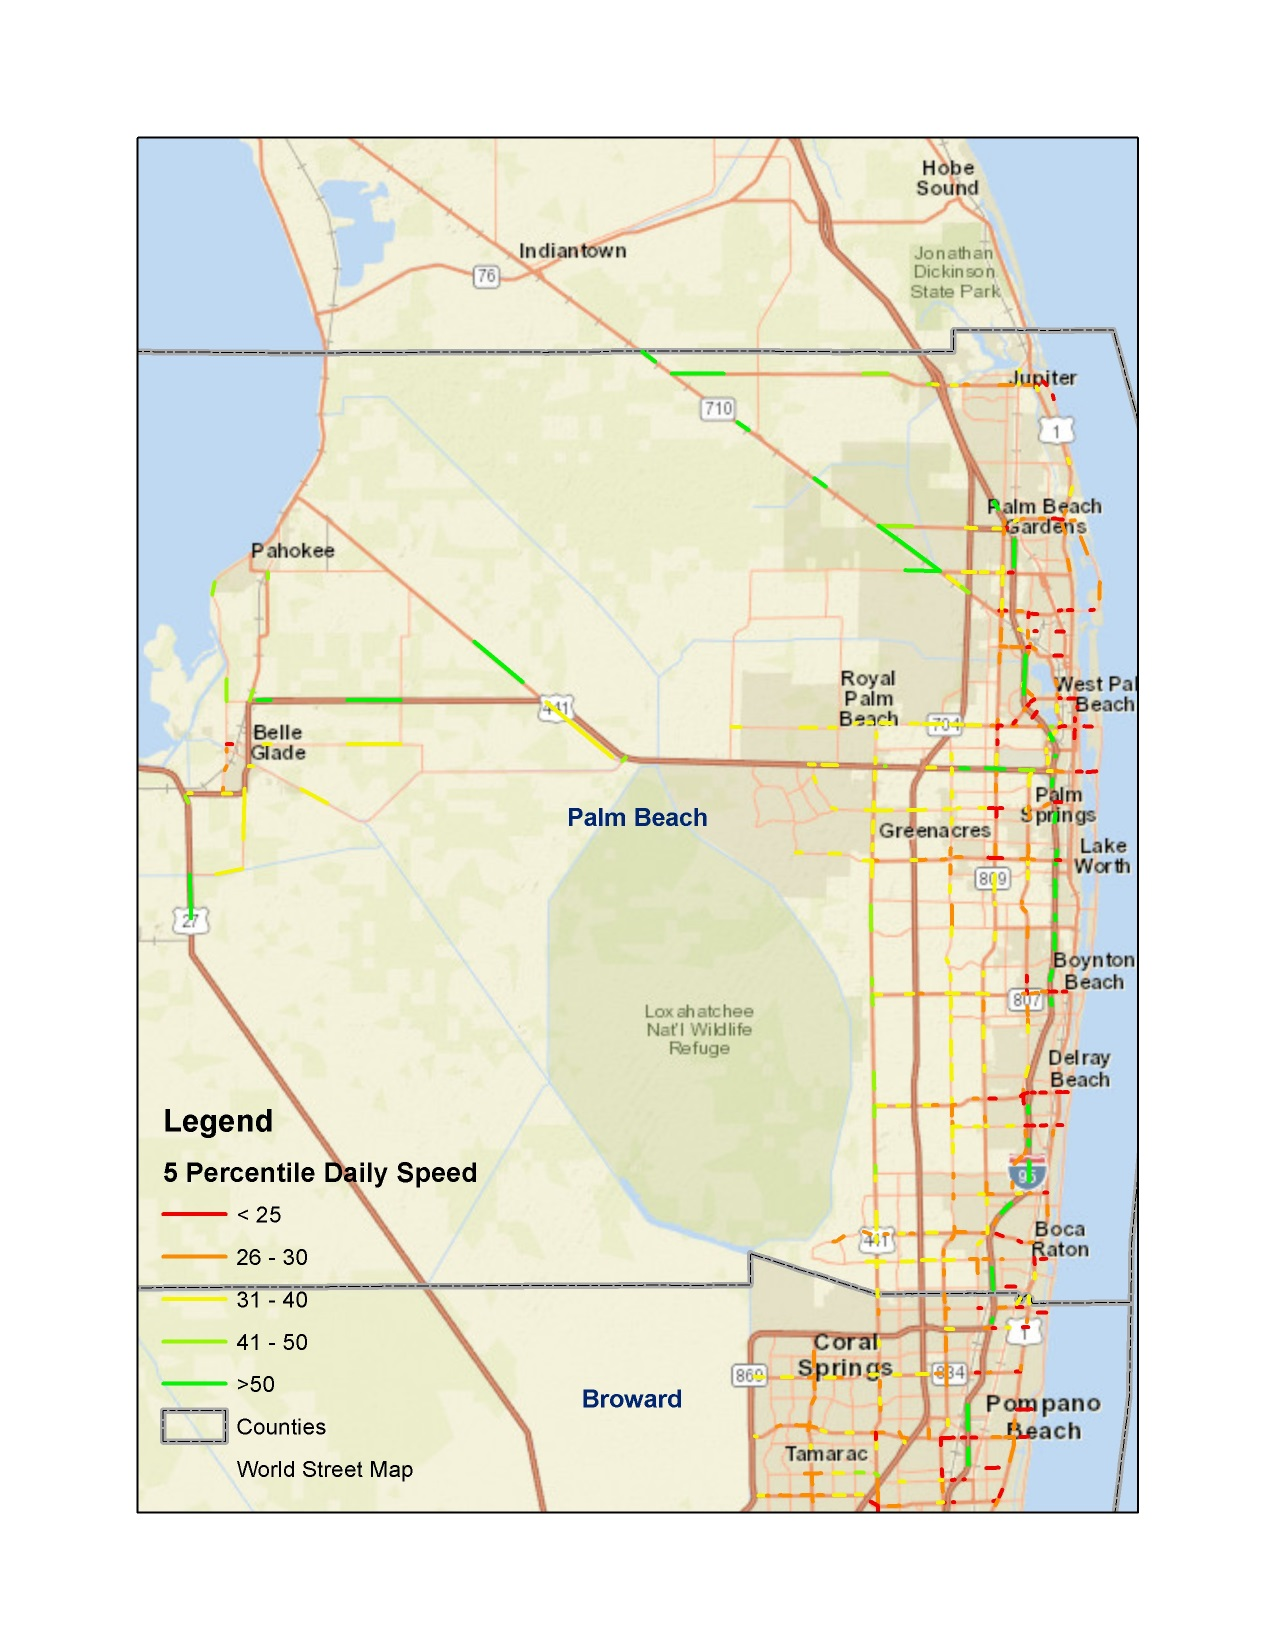 Hobe
Sound
Indiantown
Jonathan
Dickinson
State Park
76
Jupiter
710
1
Palm Beach
Gardens
Pahokee
Royal
Palm
Beach
West Pal
Beach
441
704
Belle
Glade
Palm
Springs
Palm Beach
Greenacres
Lake
Worth
809
27
Boynton
Beach
807
Loxahatchee
Nat'l Wildlife
Refuge
Delray
Beach
95
441
Boca
Raton
Legend
5 Percentile Daily Speed
< 25
26 - 30
31 - 40
41 - 50
>50
Counties
World Street Map
1
Coral
Springs
869
834
Broward
Pompano
Beach
Tamarac